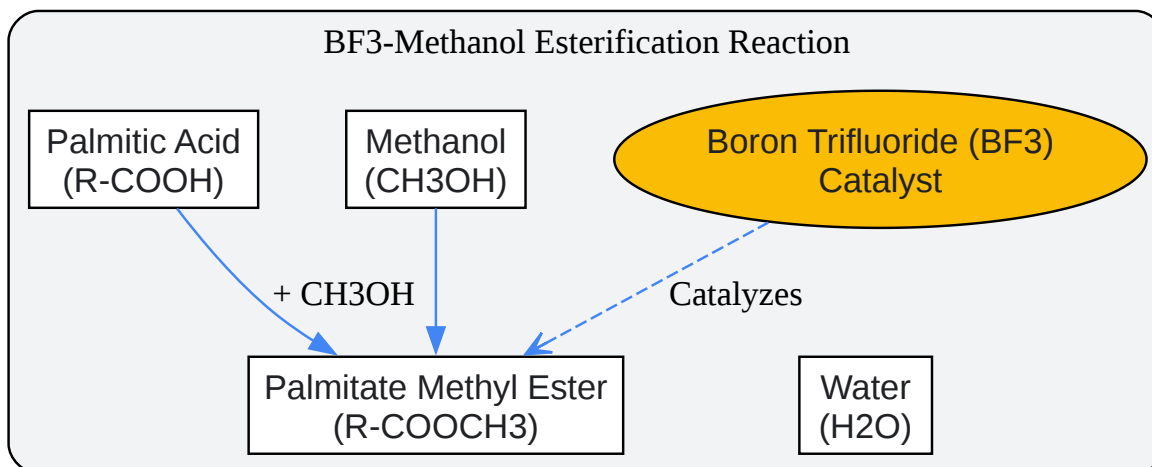 BF3-Methanol Esterification Reaction
Palmitic Acid
(R-COOH)
Methanol
(CH3OH)
Boron Trifluoride (BF3)
Catalyst
+ CH3OH
Catalyzes
Palmitate Methyl Ester
(R-COOCH3)
Water
(H2O)